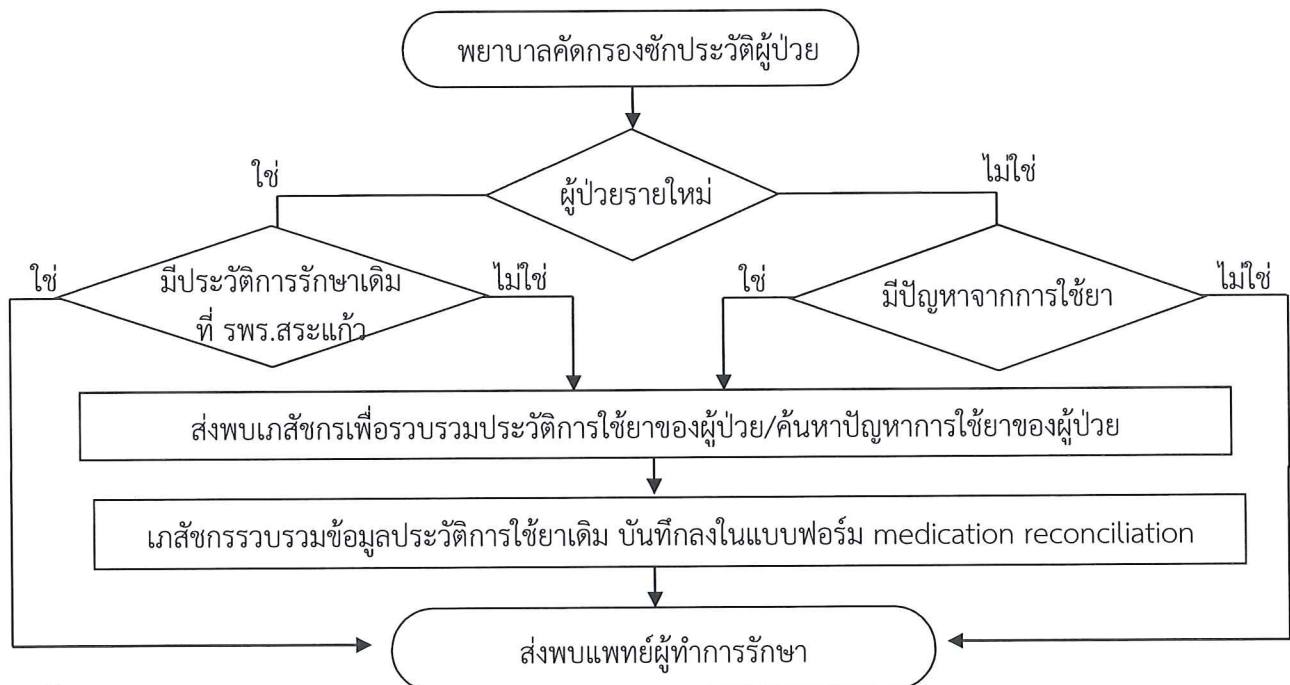 พยาบาลคัดกรองซักประวัติผู้ป่วย
ใช่
ผู้ป่วยรายใหม่
ไม่ใช่
ใช่
มีประวัติการรักษาเดิม
ที่ รพร.สระแก้ว
ไม่ใช่
ใช่
มีปัญหาจากการใช้ยา
ไม่ใช่
ส่งพบเภสัชกรเพื่อรวบรวมประวัติการใช้ยาของผู้ป่วย/ค้นหาปัญหาการใช้ยาของผู้ป่วย
เภสัชกรรวบรวมข้อมูลประวัติการใช้ยาเดิม บันทึกลงในแบบฟอร์ม medication reconciliation
ส่งพบแพทย์ผู้ทำการรักษา